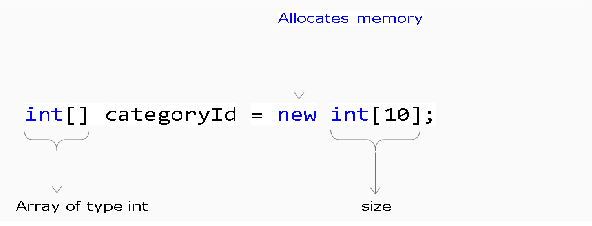 Allocates memory
int[] categoryId = new int[10];
Array of type int
size